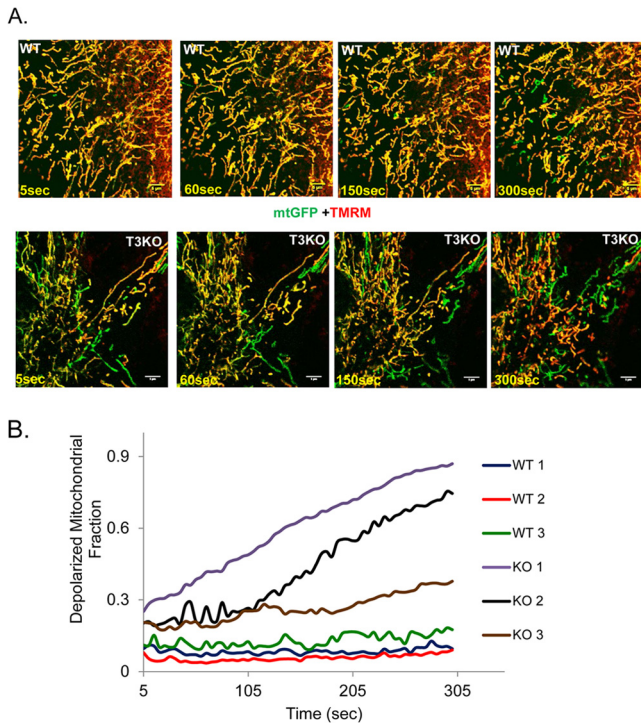 A.
WT WT WT WT
5sec 60sec 150sec 300sec
mtGFP +TMRM
T3KO T3KO T3KO T3KO
5sec 60sec 150sec 300sec
B.
Depolarized Mitochondrial
Fraction
0.9
0.6
0.3
0
5 105 205 305
Time (sec)
WT 1
WT 2
WT 3
KO 1
KO 2
KO 3